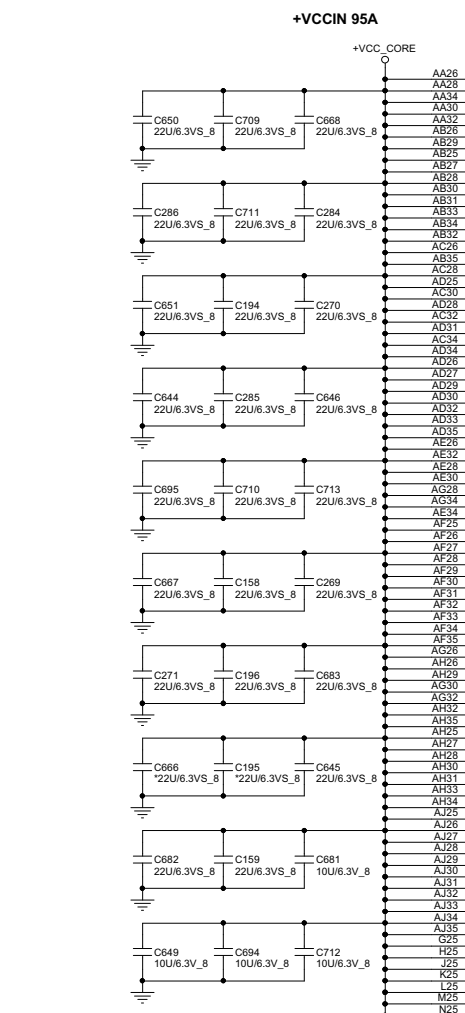 +VCCIN 95A
+VCC_CORE
AA26
AA28
AA34
AA30
AA32
AB26
AB29
AB25
AB27
AB28
AB30
AB31
AB33
AB34
AB32
AC26
AB35
AC28
AD25
AC30
AD28
AC32
AD31
AC34
AD34
AD26
AD27
AD29
AD30
AD32
AD33
AD35
AE26
AE32
AE28
AE30
AG28
AG34
AE34
AF25
AF26
AF27
AF28
AF29
AF30
AF31
AF32
AF33
AF34
AF35
AG26
AH26
AH29
AG30
AG32
AH32
AH35
AH25
AH27
AH28
AH30
AH31
AH33
AH34
AJ25
AJ26
AJ27
AJ28
AJ29
AJ30
AJ31
AJ32
AJ33
AJ34
AJ35
G25
H25
J25
K25
L25
M25
N25
C650 C709 C668
22U/6.3VS_8 22U/6.3VS_8 22U/6.3VS_8
C286 C711 C284
22U/6.3VS_8 22U/6.3VS_8 22U/6.3VS_8
C651 C194 C270
22U/6.3VS_8 22U/6.3VS_8 22U/6.3VS_8
C644 C285 C646
22U/6.3VS_8 22U/6.3VS_8 22U/6.3VS_8
C695 C710 C713
22U/6.3VS_8 22U/6.3VS_8 22U/6.3VS_8
C667 C158 C269
22U/6.3VS_8 22U/6.3VS_8 22U/6.3VS_8
C271 C196 C683
22U/6.3VS_8 22U/6.3VS_8 22U/6.3VS_8
C666 C195 C645
*22U/6.3VS_8 *22U/6.3VS_8 22U/6.3VS_8
C682 C159 C681
22U/6.3VS_8 22U/6.3VS_8 10U/6.3V_8
C649 C694 C712
10U/6.3V_8 10U/6.3V_8 10U/6.3V_8